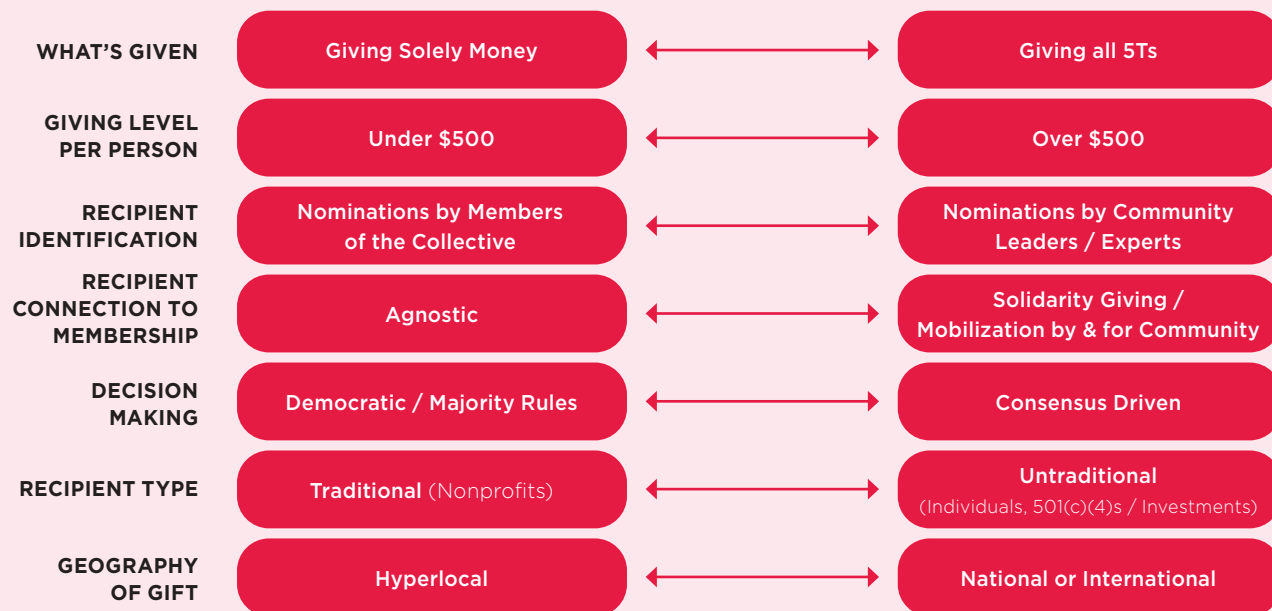 WHAT'S GIVEN
Giving Solely Money
Giving all 5Ts
GIVING LEVEL
PER PERSON
Under $500
Over $500
RECIPIENT
IDENTIFICATION
Nominations by Members
of the Collective
Nominations by Community
Leaders / Experts
RECIPIENT
CONNECTION TO
MEMBERSHIP
Agnostic
Solidarity Giving /
Mobilization by & for Community
DECISION
MAKING
Democratic / Majority Rules
Consensus Driven
RECIPIENT TYPE
Traditional (Nonprofits)
Untraditional
(Individuals, 501(c)(4)s / Investments)
GEOGRAPHY
OF GIFT
Hyperlocal
National or International